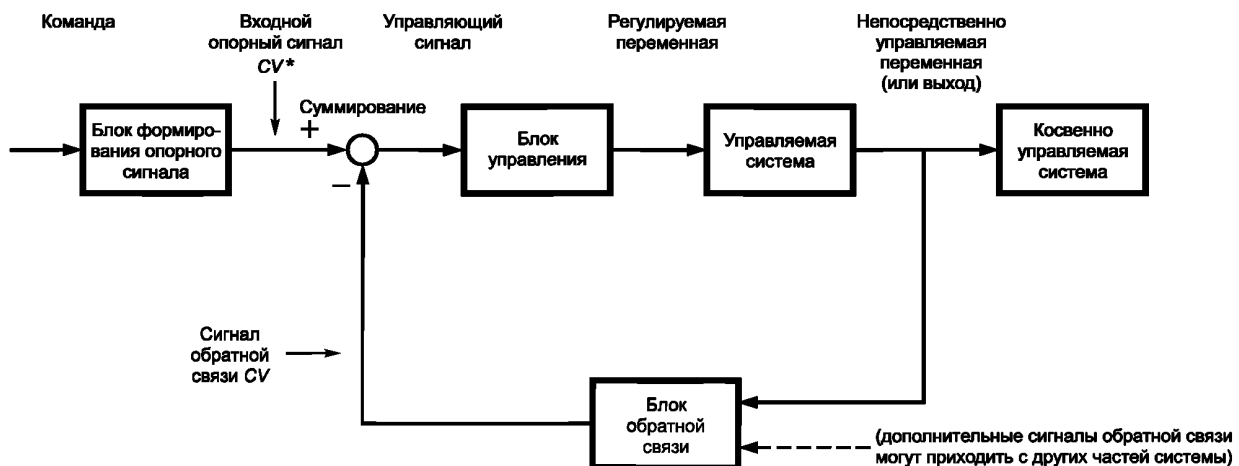 Команда
Входной
опорный сигнал
CV*
Управляющий
сигнал
Регулируемая
переменная
Непосредственно
управляемая
переменная
(или выход)
Суммирование
+
−
Блок формиро-
вания опорного
сигнала
Блок
управления
Управляемая
система
Косвенно
управляемая
система
Сигнал
обратной
связи CV
Блок
обратной
связи
(дополнительные сигналы обратной связи
могут приходить с других частей системы)